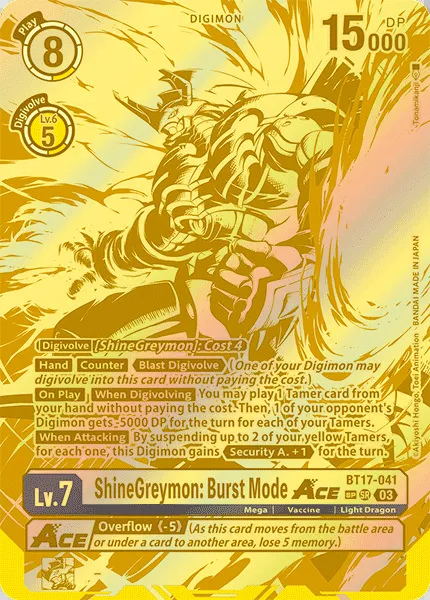 DIGIMON
Play
8
15000
DP
Digivolve
Lv.6
5
Tonamikanji
©Akiyoshi Hongo, Toei Animation BANDAI MADE IN JAPAN
Digivolve [ShineGreymon]: Cost 4
Hand Counter Blast Digivolve (One of your Digimon may
digivolve into this card without paying the cost.)
On Play When Digivolving You may play 1 Tamer card from
your hand without paying the cost. Then, 1 of your opponent's
Digimon gets -5000 DP for the turn for each of your Tamers.
When Attacking By suspending up to 2 of your yellow Tamers,
for each one, this Digimon gains Security A. +1 for the turn.
Lv.7
ShineGreymon: Burst Mode ACE
BT17-041
SR
03
Mega | Vaccine | Light Dragon
ACE Overflow ⟨-5⟩ (As this card moves from the battle area
or under a card to another area, lose 5 memory.)